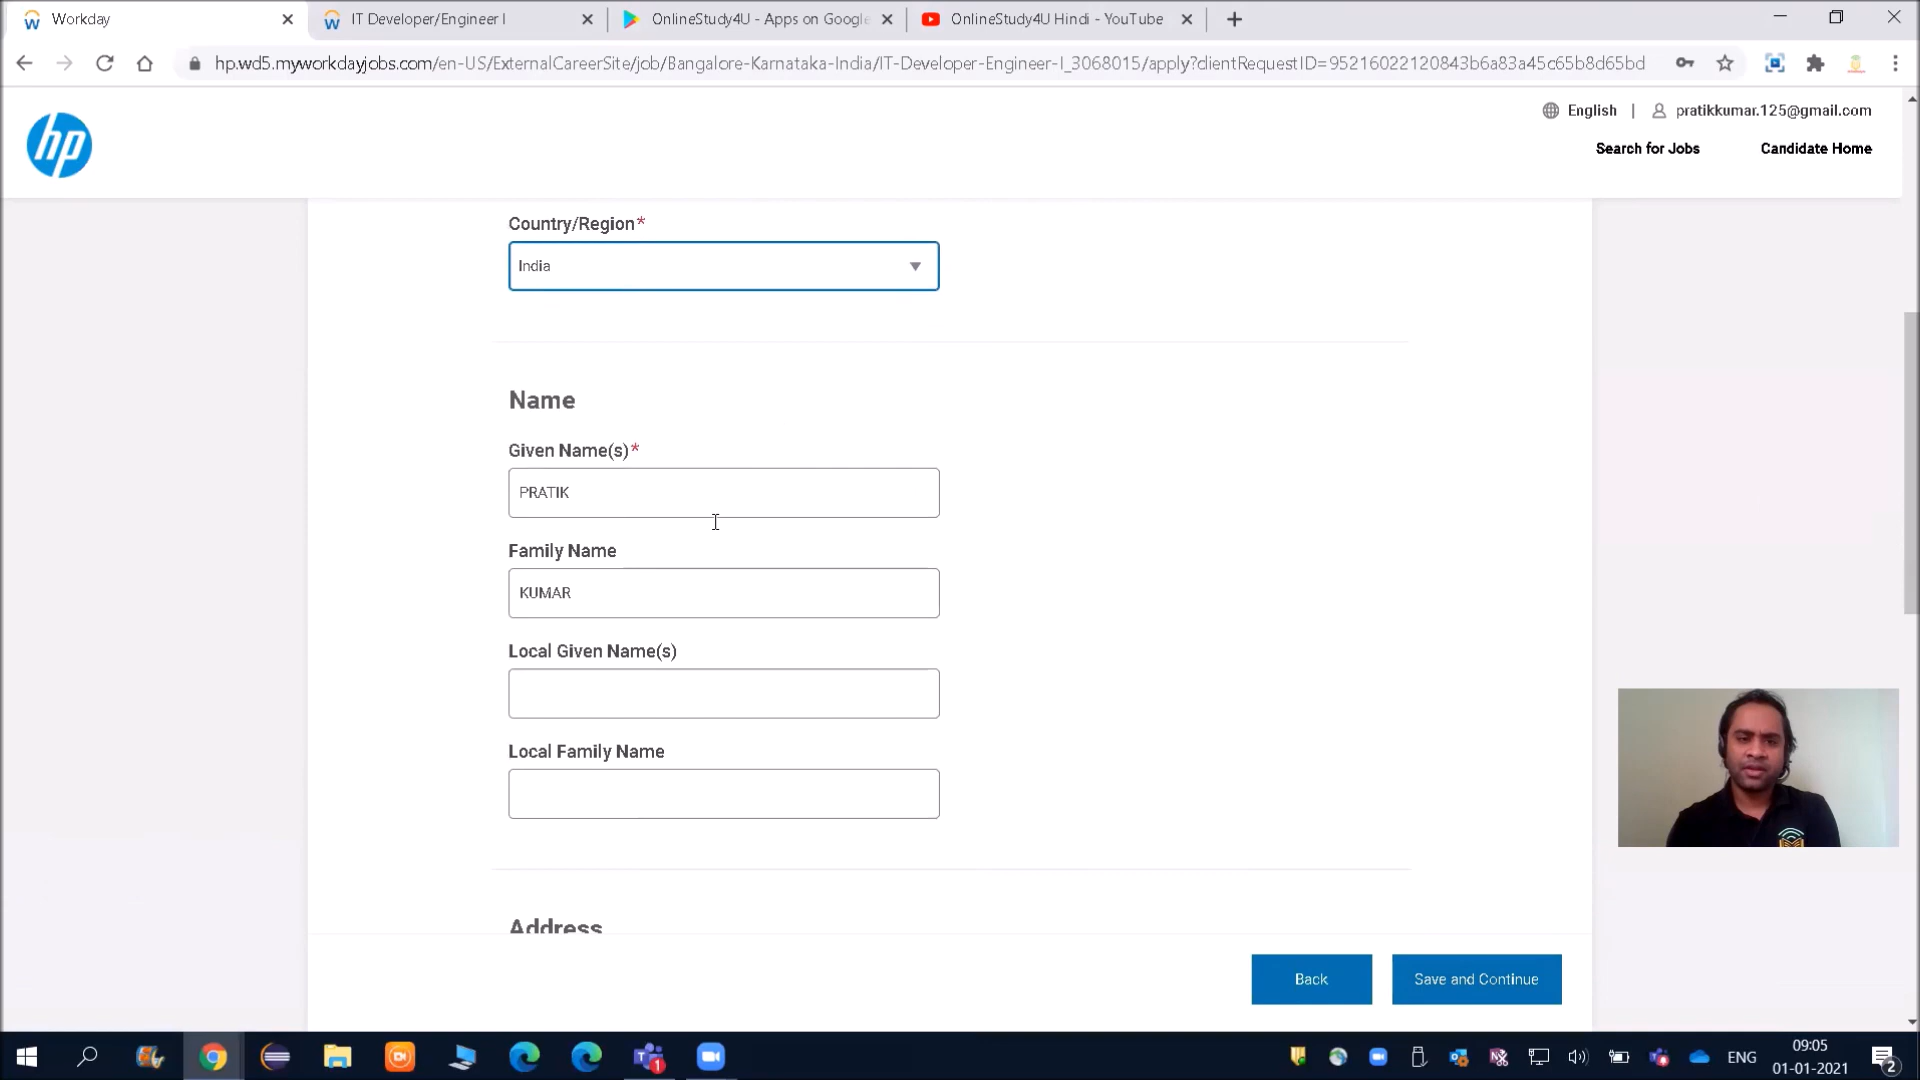 Workday
IT Developer/Engineer I
OnlineStudy4U - Apps on Google
OnlineStudy4U Hindi - YouTube
hp.wd5.myworkdayjobs.com/en-US/ExternalCareerSite/job/Bangalore-Karnataka-India/IT-Developer-Engineer-I_3068015/apply?clientRequestID=95216022120843b6a83a45c65b8d65bd
hp
English | pratikkumar.125@gmail.com
Search for Jobs Candidate Home
Country/Region*
India
Name
Given Name(s)*
PRATIK
Family Name
KUMAR
Local Given Name(s)
Local Family Name
Address
Back Save and Continue
ENG
09:05
01-01-2021
2
1